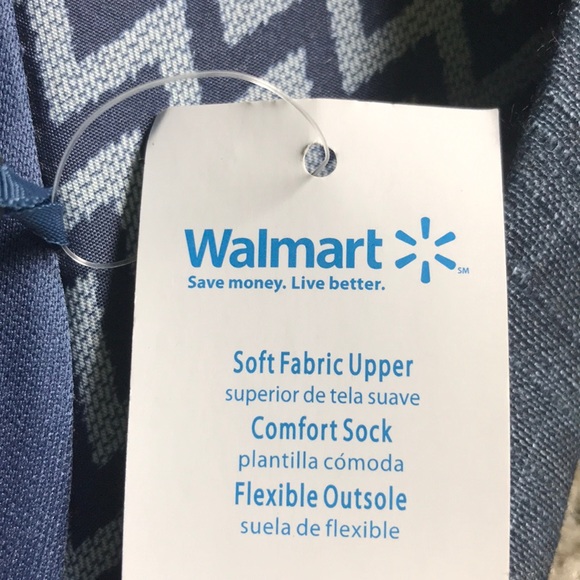 Walmart
SM
Save money. Live better.
Soft Fabric Upper
superior de tela suave
Comfort Sock
plantilla cómoda
Flexible Outsole
suela de flexible